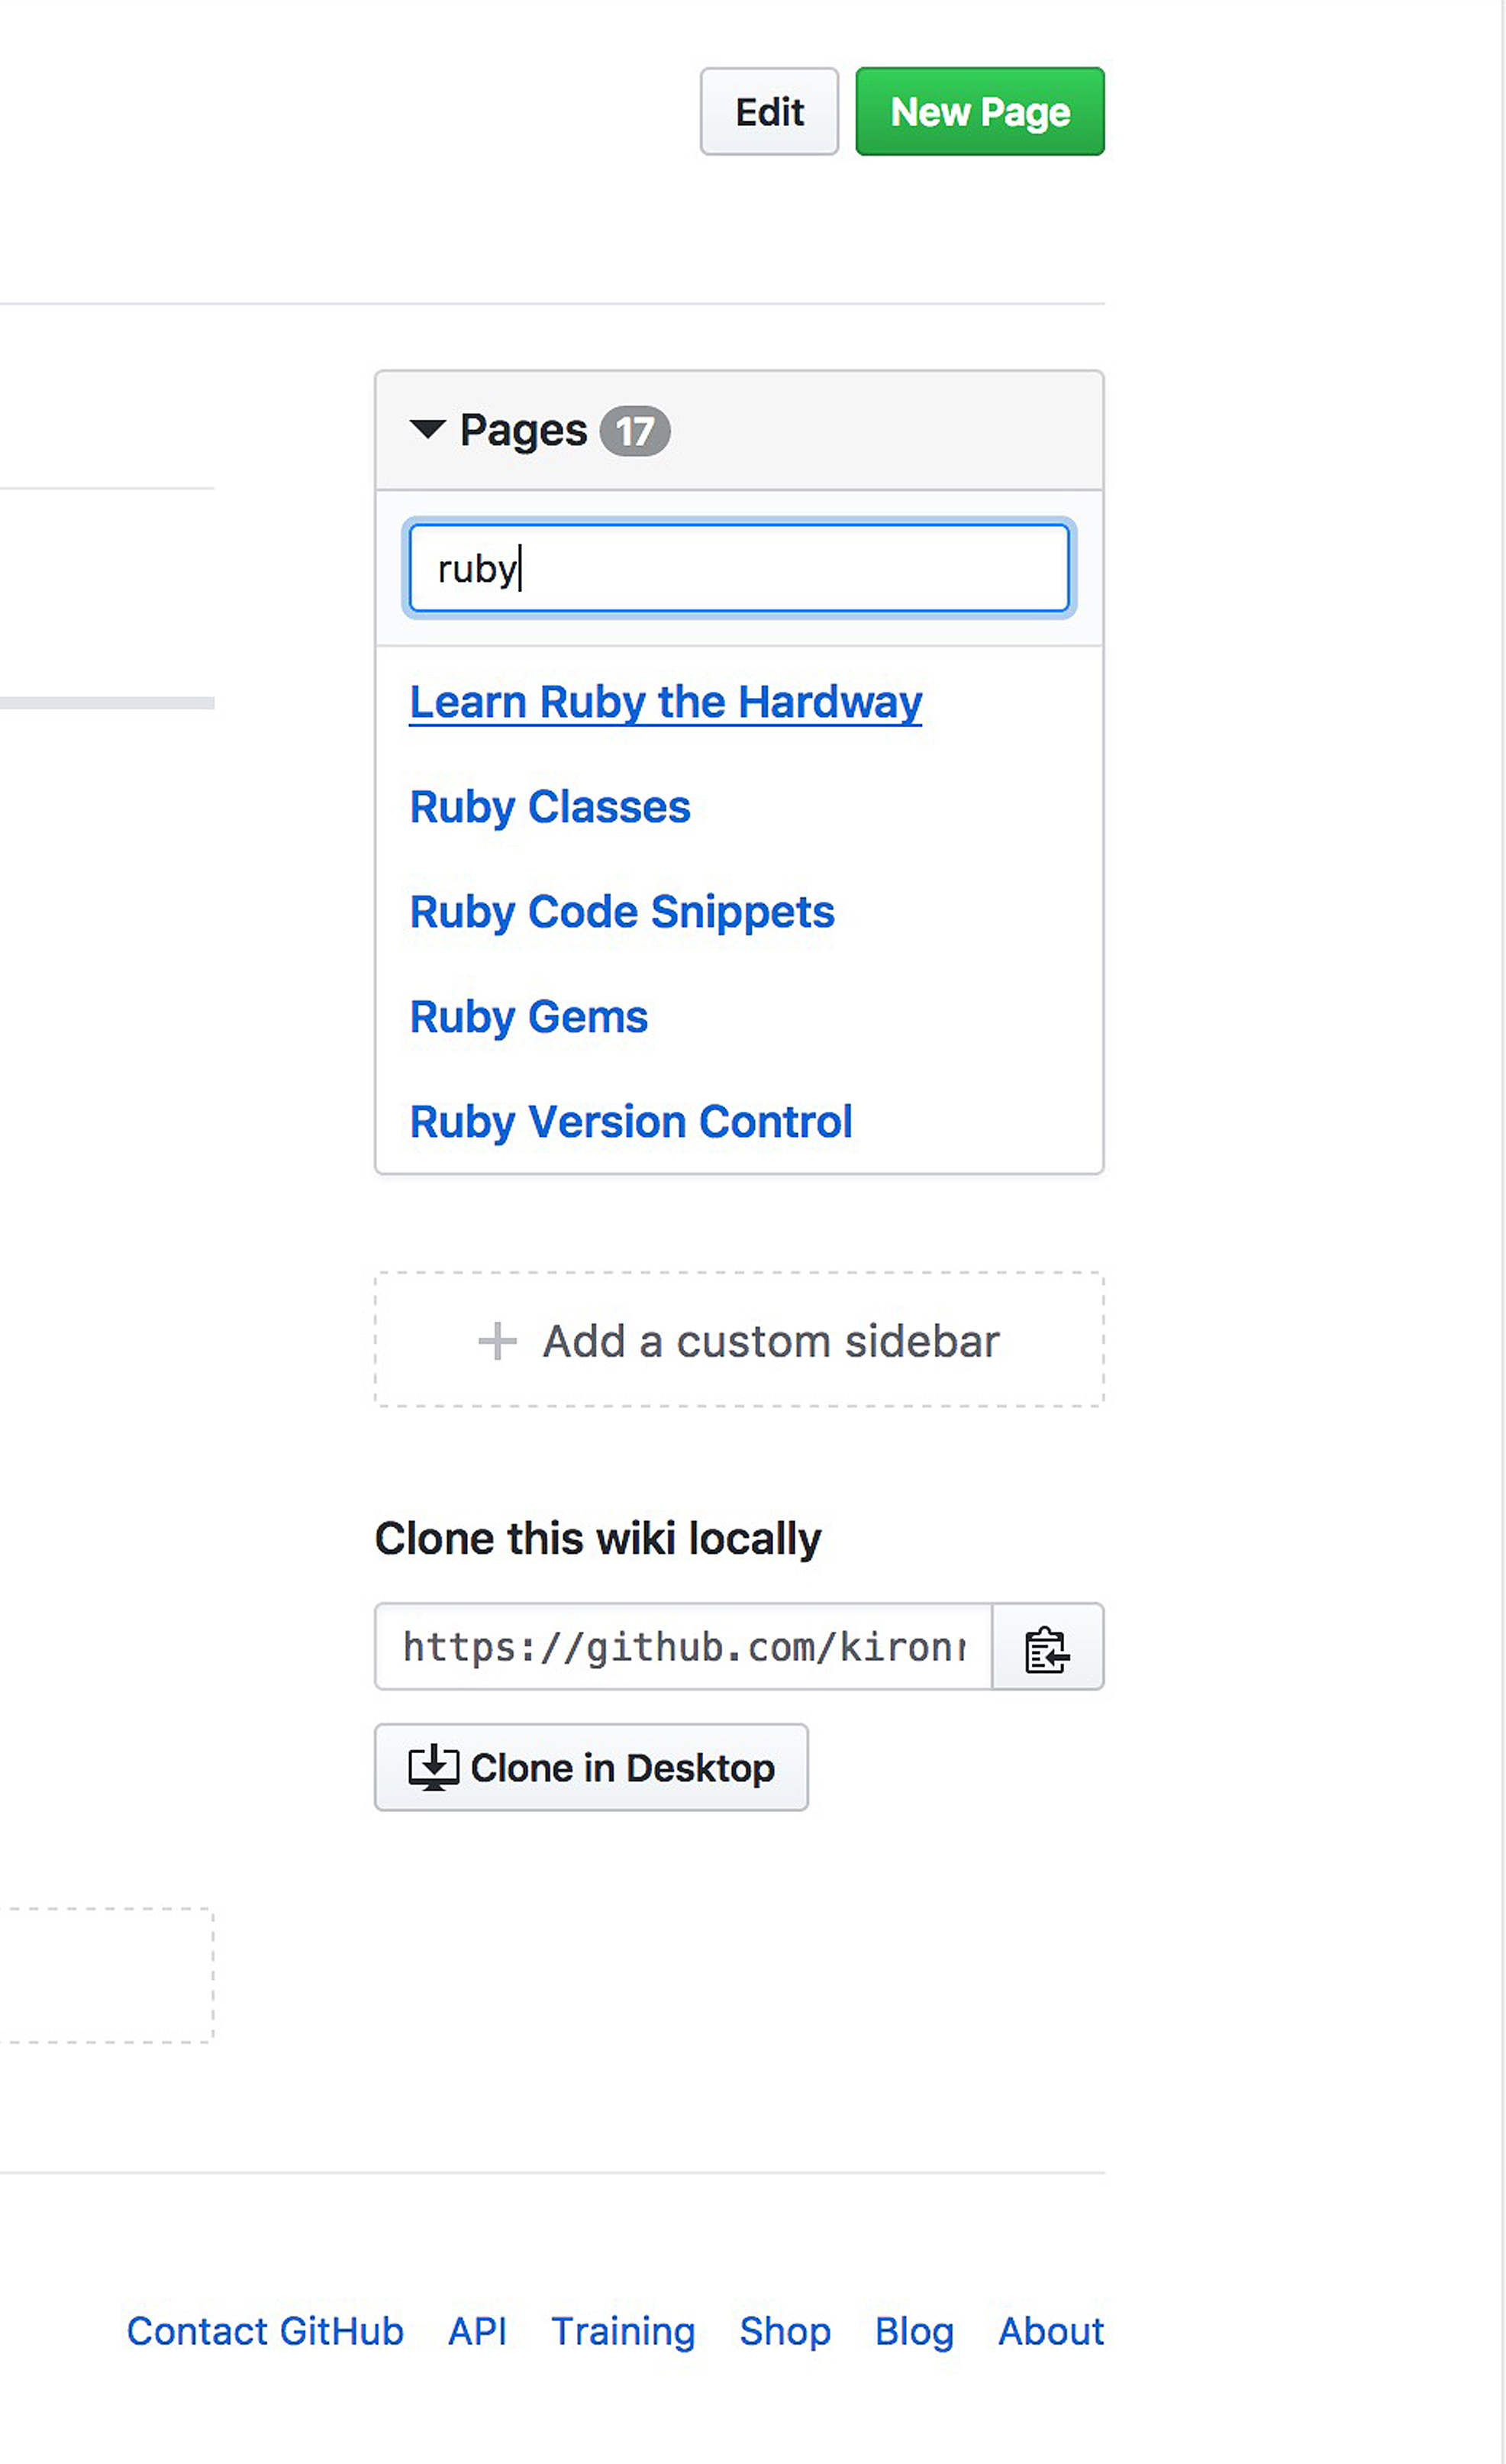 Edit New Page
Pages 17
ruby
Learn Ruby the Hardway
Ruby Classes
Ruby Code Snippets
Ruby Gems
Ruby Version Control
Add a custom sidebar
Clone this wiki locally
https://github.com/kiron
Clone in Desktop
Contact GitHub API Training Shop Blog About